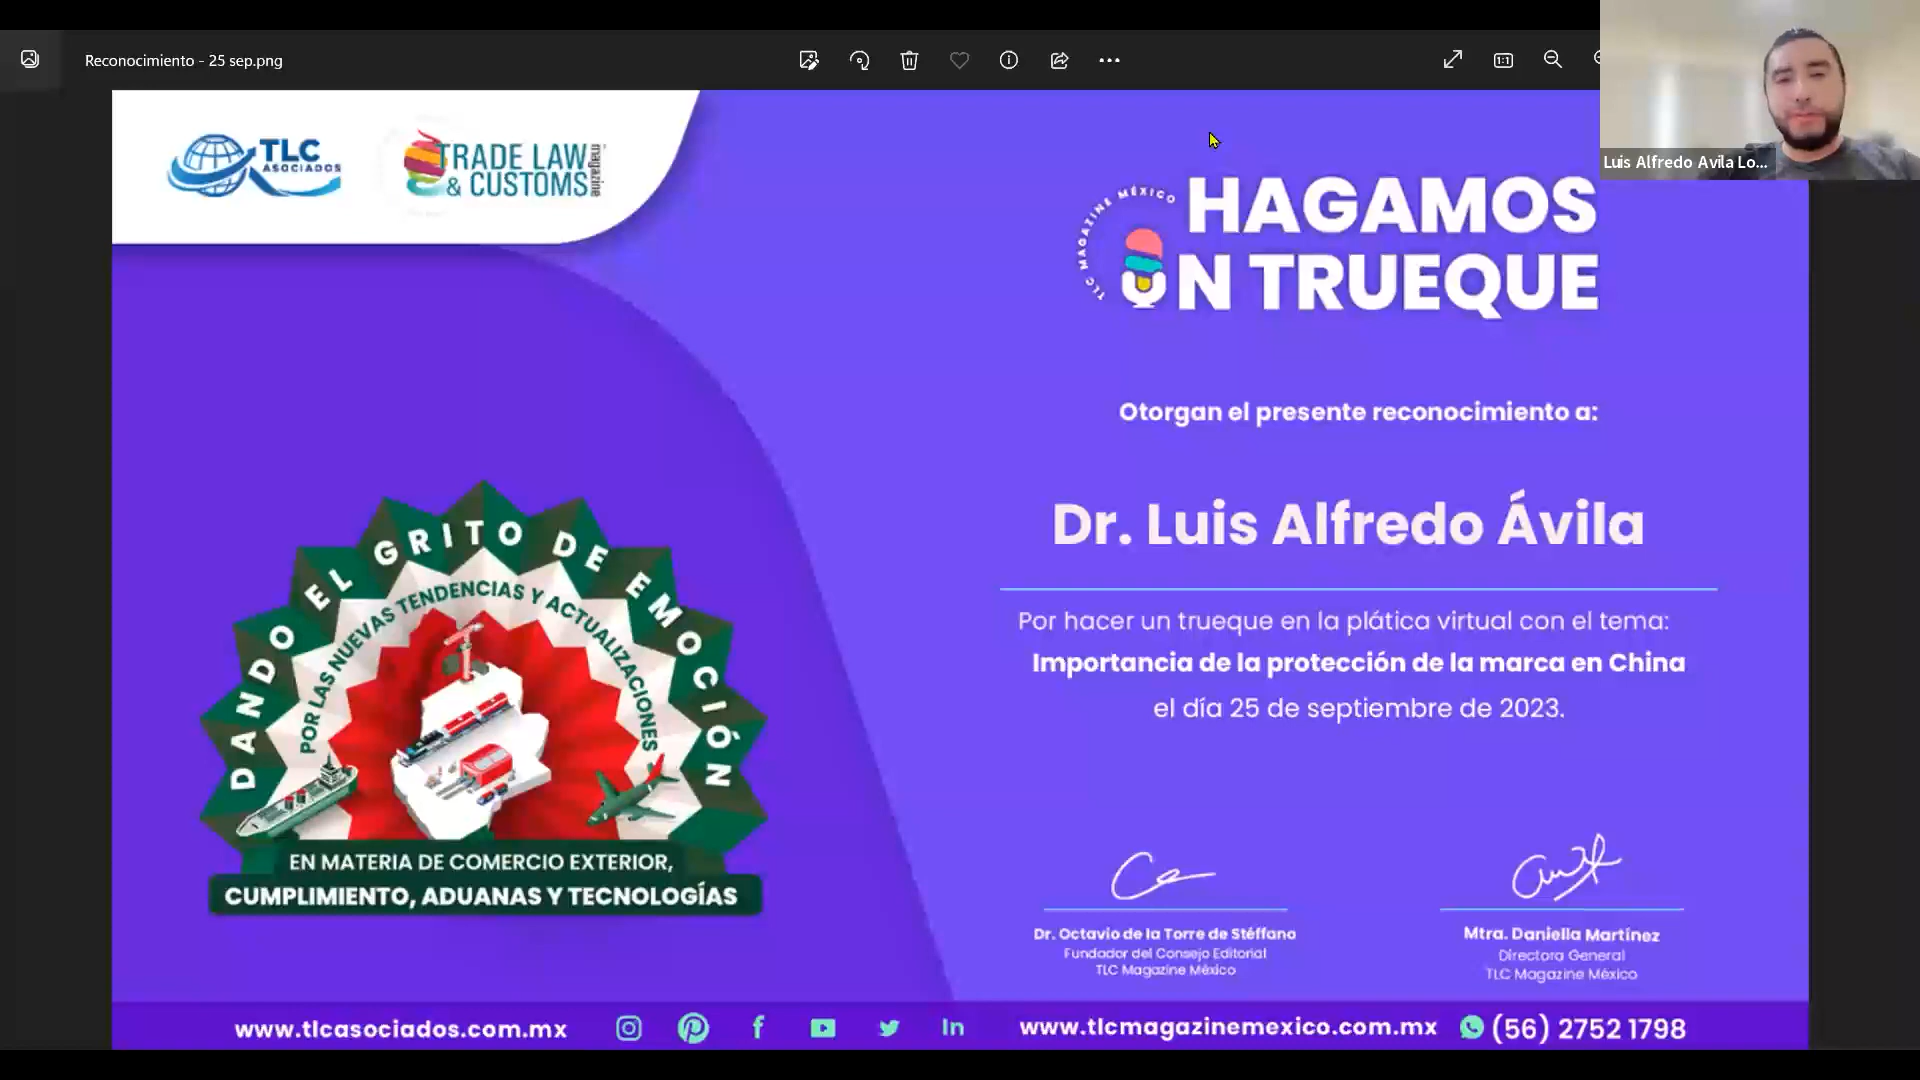 Reconocimiento - 25 sep.png
Luis Alfredo Avila Lo...
TLC
ASOCIADOS
TRADE LAW
& CUSTOMS
magazine
TLC MAGAZINE MÉXICO
HAGAMOS
UN TRUEQUE
Otorgan el presente reconocimiento a:
Dr. Luis Alfredo Ávila
Por hacer un trueque en la plática virtual con el tema:
Importancia de la protección de la marca en China
el día 25 de septiembre de 2023.
DANDO EL GRITO DE EMOCIÓN
POR LAS NUEVAS TENDENCIAS Y ACTUALIZACIONES
EN MATERIA DE COMERCIO EXTERIOR,
CUMPLIMIENTO, ADUANAS Y TECNOLOGÍAS
Dr. Octavio de la Torre de Stéffano
Fundador del Consejo Editorial
TLC Magazine México
Mtra. Daniella Martínez
Directora General
TLC Magazine México
www.tlcasociados.com.mx
www.tlcmagazinemexico.com.mx
(56) 2752 1798